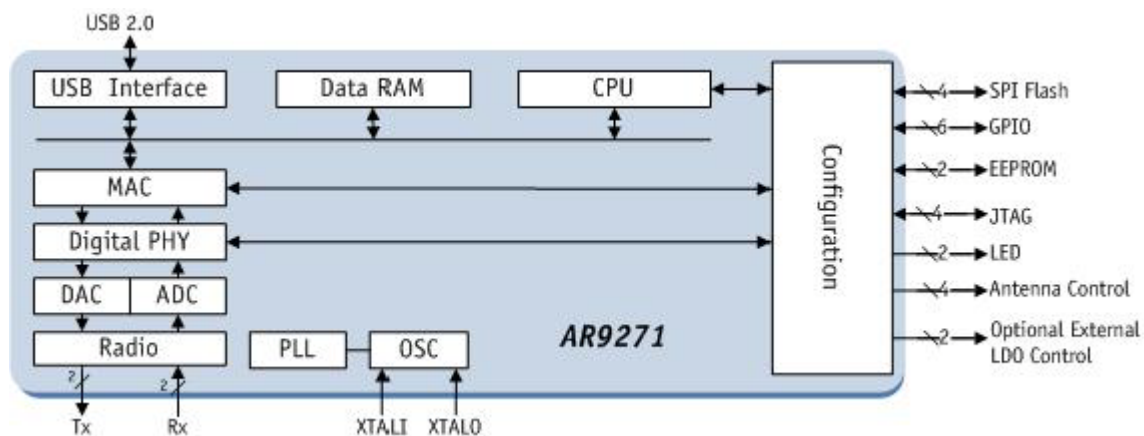 USB 2.0
USB Interface
Data RAM
CPU
4
SPI Flash
6
GPIO
2
EEPROM
4
JTAG
2
LED
4
Antenna Control
2
Optional External
LDO Control
Configuration
MAC
Digital PHY
DAC
ADC
Radio
PLL
OSC
AR9271
2
2
Tx
Rx
XTALI
XTALO